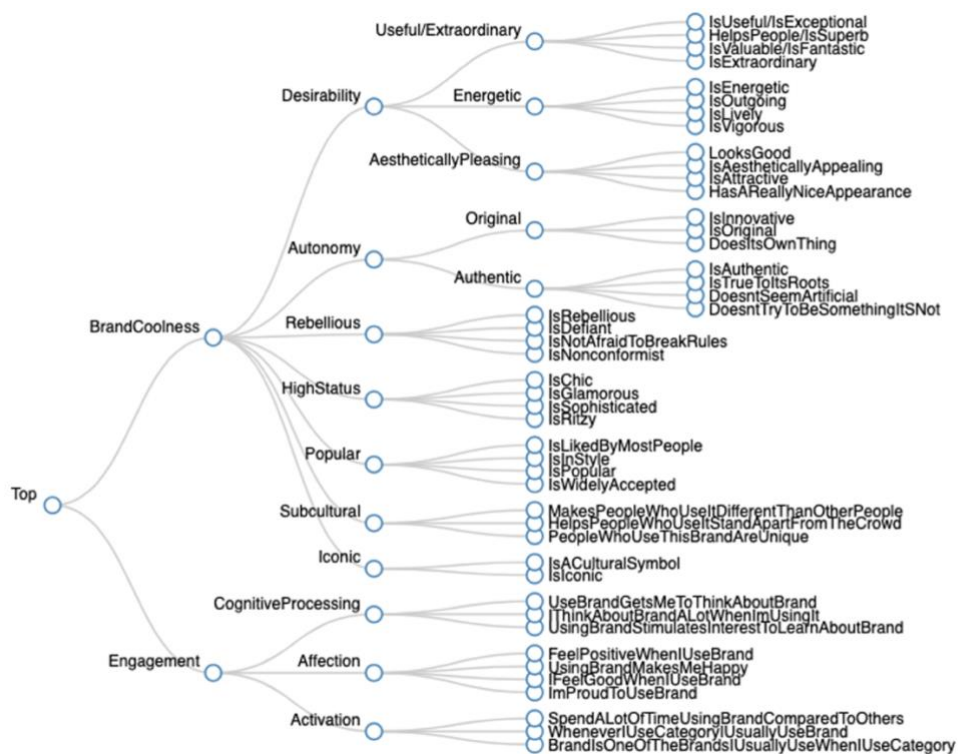 Top
BrandCoolness
Desirability
Useful/Extraordinary
IsUseful/IsExceptional
HelpsPeople/IsSuperb
IsValuable/IsFantastic
IsExtraordinary
Energetic
IsEnergetic
IsOutgoing
IsLively
IsVigorous
AestheticallyPleasing
LooksGood
IsAestheticallyAppealing
IsAttractive
HasAReallyNiceAppearance
Autonomy
Original
IsInnovative
IsOriginal
DoesItsOwnThing
Authentic
IsAuthentic
IsTrueToItsRoots
DoesntSeemArtificial
DoesntTryToBeSomethingItSNot
Rebellious
IsRebellious
IsDefiant
IsNotAfraidToBreakRules
IsNonconformist
HighStatus
IsChic
IsGlamorous
IsSophisticated
IsRitzy
Popular
IsLikedByMostPeople
IsInStyle
IsPopular
IsWidelyAccepted
Subcultural
MakesPeopleWhoUseItDifferentThanOtherPeople
HelpsPeopleWhoUseItStandApartFromTheCrowd
PeopleWhoUseThisBrandAreUnique
Iconic
IsACulturalSymbol
IsIconic
Engagement
CognitiveProcessing
UseBrandGetsMeToThinkAboutBrand
IThinkAboutBrandALotWhenImUsingIt
UsingBrandStimulatesInterestToLearnAboutBrand
Affection
FeelPositiveWhenIUseBrand
UsingBrandMakesMeHappy
IFeelGoodWhenIUseBrand
ImProudToUseBrand
Activation
SpendALotOfTimeUsingBrandComparedToOthers
WheneverIUseCategoryIUsuallyUseBrand
BrandIsOneOfTheBrandsIUsuallyUseWhenIUseCategory